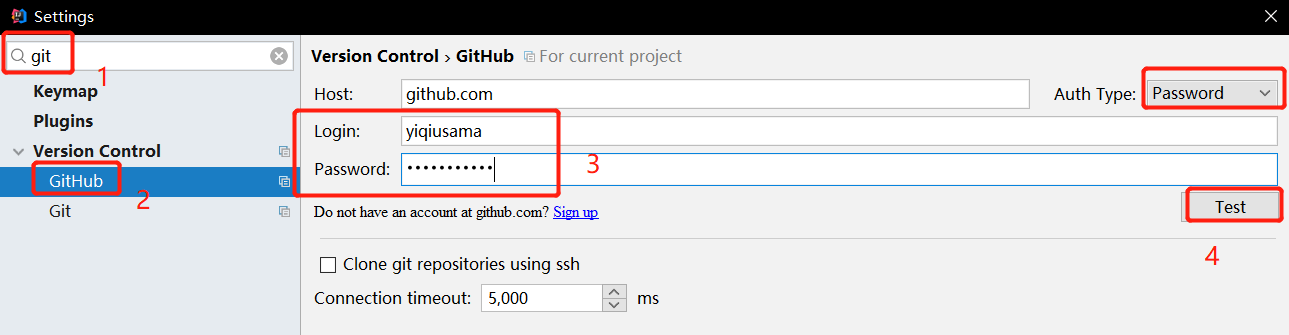 Settings
git
1
Keymap
Plugins
Version Control
GitHub
2
Git
Version Control › GitHub For current project
Host: github.com Auth Type: Password
Login: yiqiusama
Password: •••••••••••
3
Do not have an account at github.com? Sign up
Test
4
Clone git repositories using ssh
Connection timeout: 5,000 ms